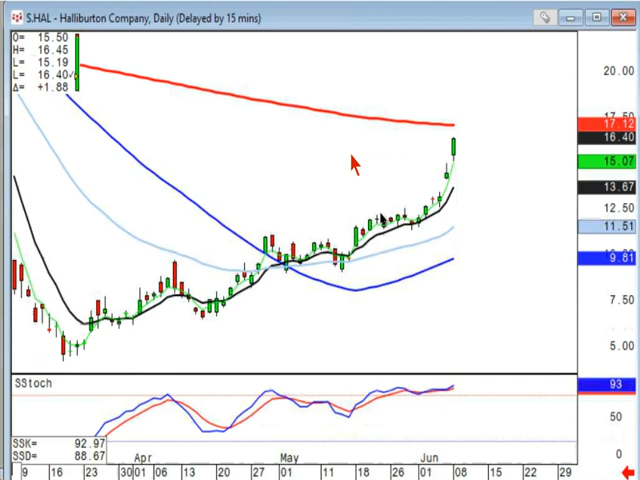 S.HAL - Halliburton Company, Daily (Delayed by 15 mins)
O= 15.50
H= 16.45
L= 15.19
L= 16.40✓
Δ= +1.88
20.00
17.12
16.40
15.07
13.67
12.50
11.51
9.81
7.50
5.00
SStoch
93
50
0
SSK= 92.97
SSD= 88.67
Apr May Jun
9 16 23 30 01 06 13 20 27 01 11 18 26 01 08 15 22 29